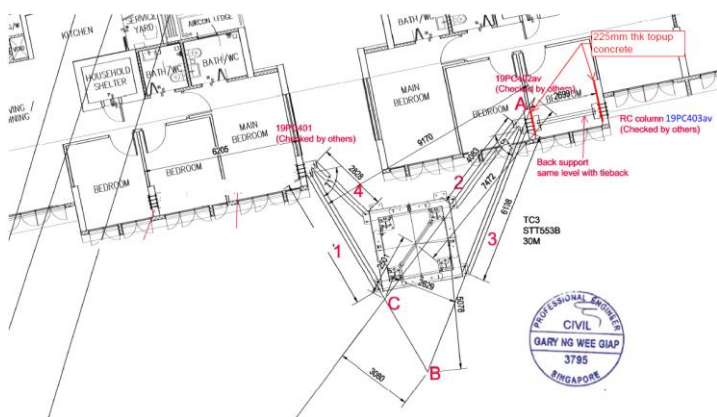 KITCHEN
SERVICE
YARD
AIRCON LEDGE
BATH/WC
BATH/WC
HOUSEHOLD
SHELTER
MAIN
BEDROOM
BEDROOM
BEDROOM
6205
19PC401
(Checked by others)
BATH/WC
MAIN
BEDROOM
BEDROOM
BEDROOM
225mm thk topup
concrete
19PC402av
(Checked by others)
A
2699
RC column 19PC403av
(Checked by others)
Back support
same level with tieback
9170
2828
4
2
7472
6138
1
3
TC3
STT553B
30M
2629
5078
C
B
3080
PROFESSIONAL ENGINEER
CIVIL
GARY NG WEE GIAP
3795
SINGAPORE